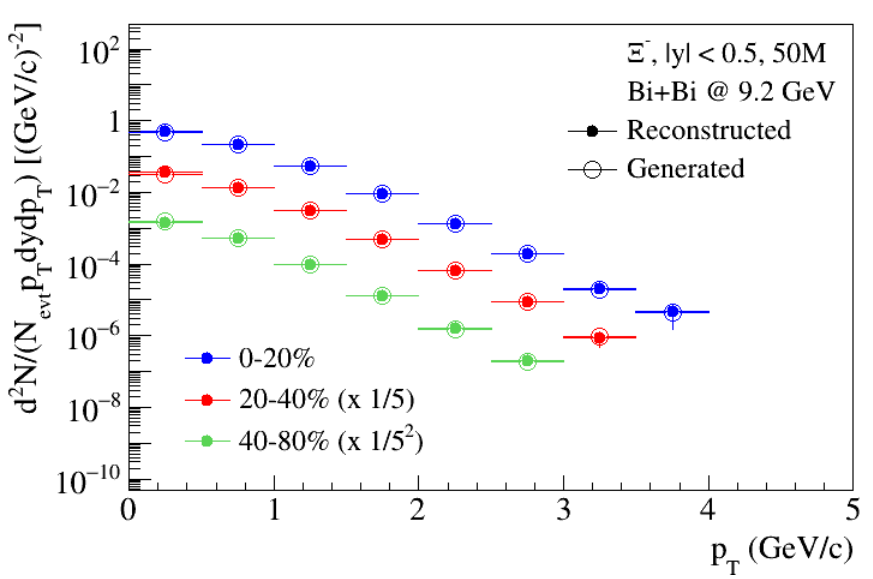 d²N/(N_evt p_T dydp_T) [(GeV/c)⁻²]
10²
1
10⁻²
10⁻⁴
10⁻⁶
10⁻⁸
10⁻¹⁰
Ξ⁻, |y| < 0.5, 50M
Bi+Bi @ 9.2 GeV
Reconstructed
Generated
0-20%
20-40% (x 1/5)
40-80% (x 1/5²)
0 1 2 3 4 5
p_T (GeV/c)